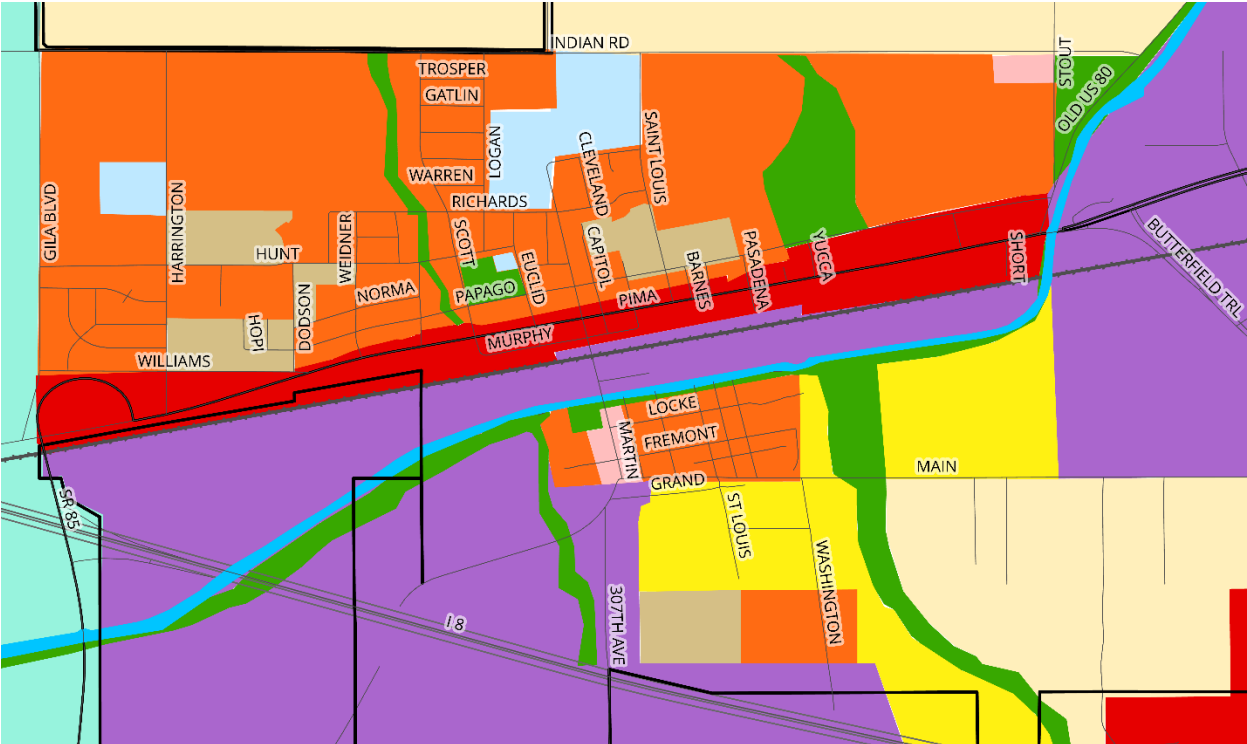 INDIAN RD
TROSPER
STOUT
GATLIN
OLD US 80
LOGAN
SAINT LOUIS
CLEVELAND
WARREN
RICHARDS
GILA BLVD
HARRINGTON
WEIDNER
SCOTT
HUNT
CAPITOL
EUCLID
BARNES
PASADENA
YUCCA
SHORT
BUTTERFIELD TRL
NORMA
PAPAGO
PIMA
HOPI
DODSON
MURPHY
WILLIAMS
LOCKE
MARTIN
FREMONT
MAIN
GRAND
SR 85
ST LOUIS
WASHINGTON
307TH AVE
I 8